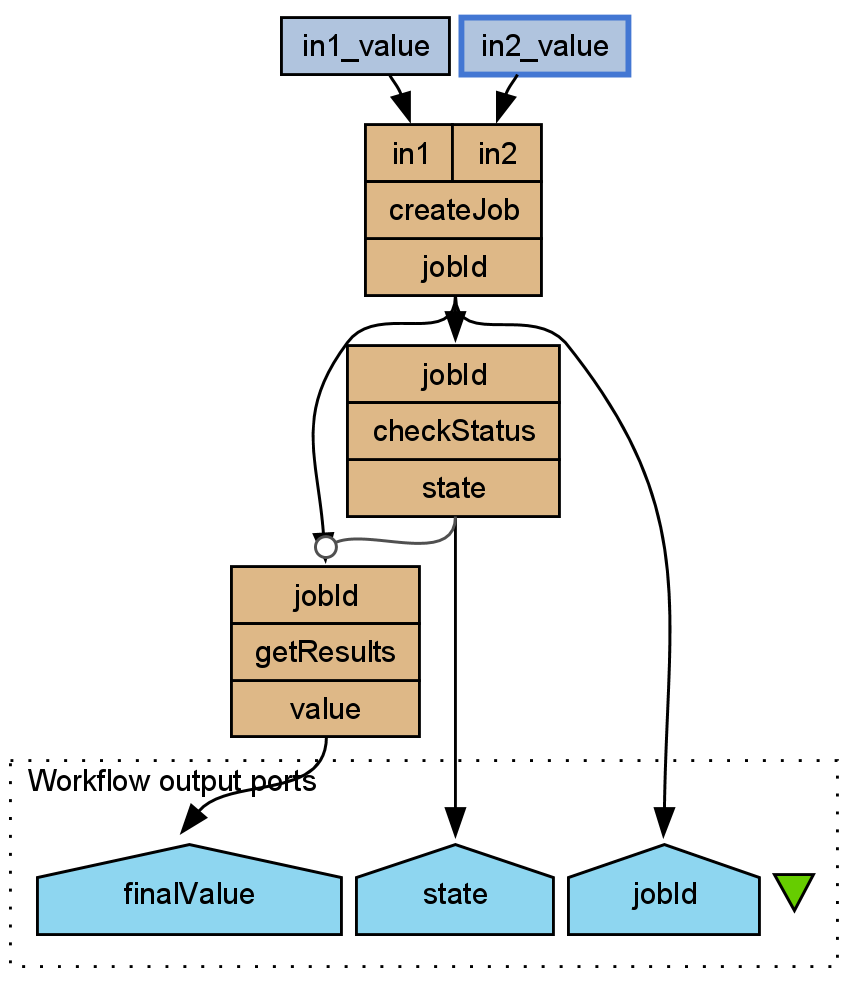 in1_value
in2_value
in1
in2
createJob
jobId
jobId
checkStatus
state
jobId
getResults
value
Workflow output ports
finalValue
state
jobId